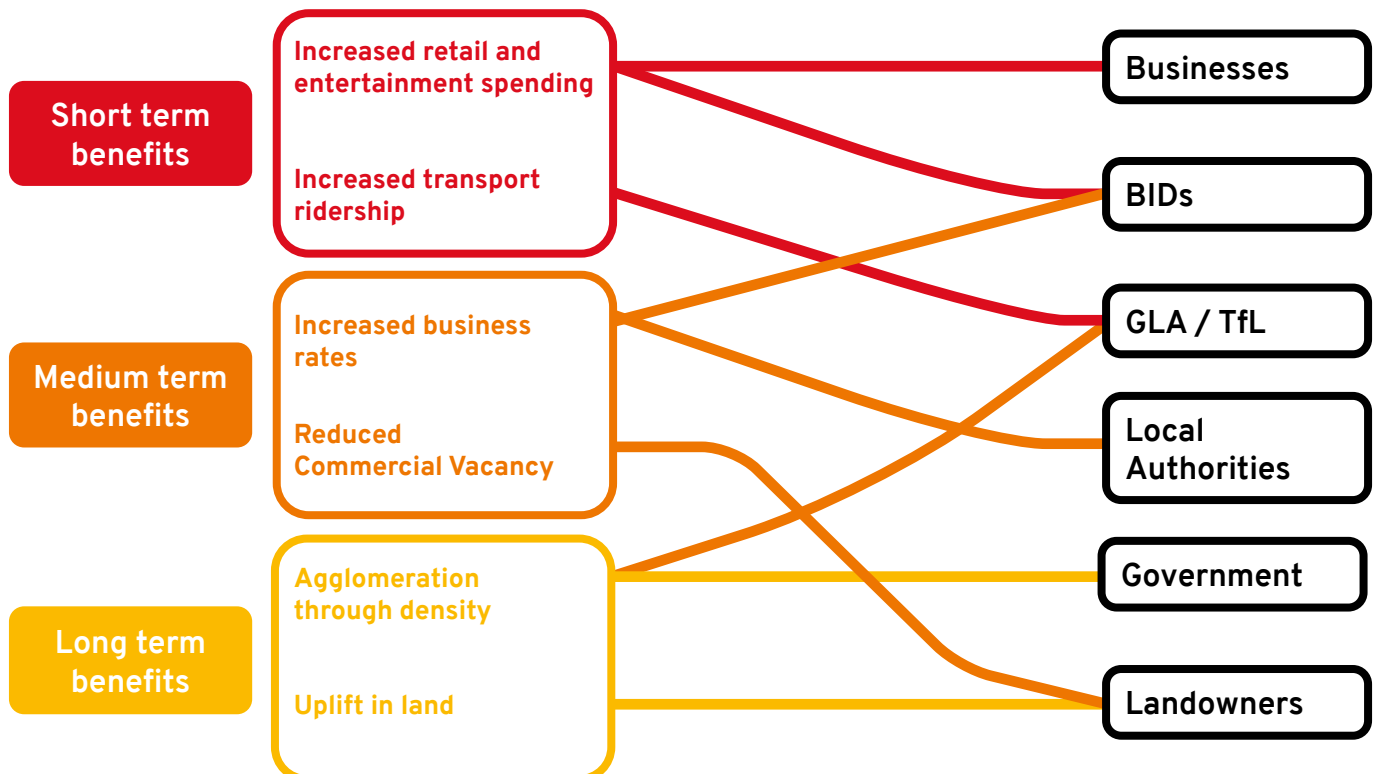 Short term
benefits
Increased retail and
entertainment spending
Increased transport
ridership
Medium term
benefits
Increased business
rates
Reduced
Commercial Vacancy
Long term
benefits
Agglomeration
through density
Uplift in land
Businesses
BIDs
GLA / TfL
Local
Authorities
Government
Landowners